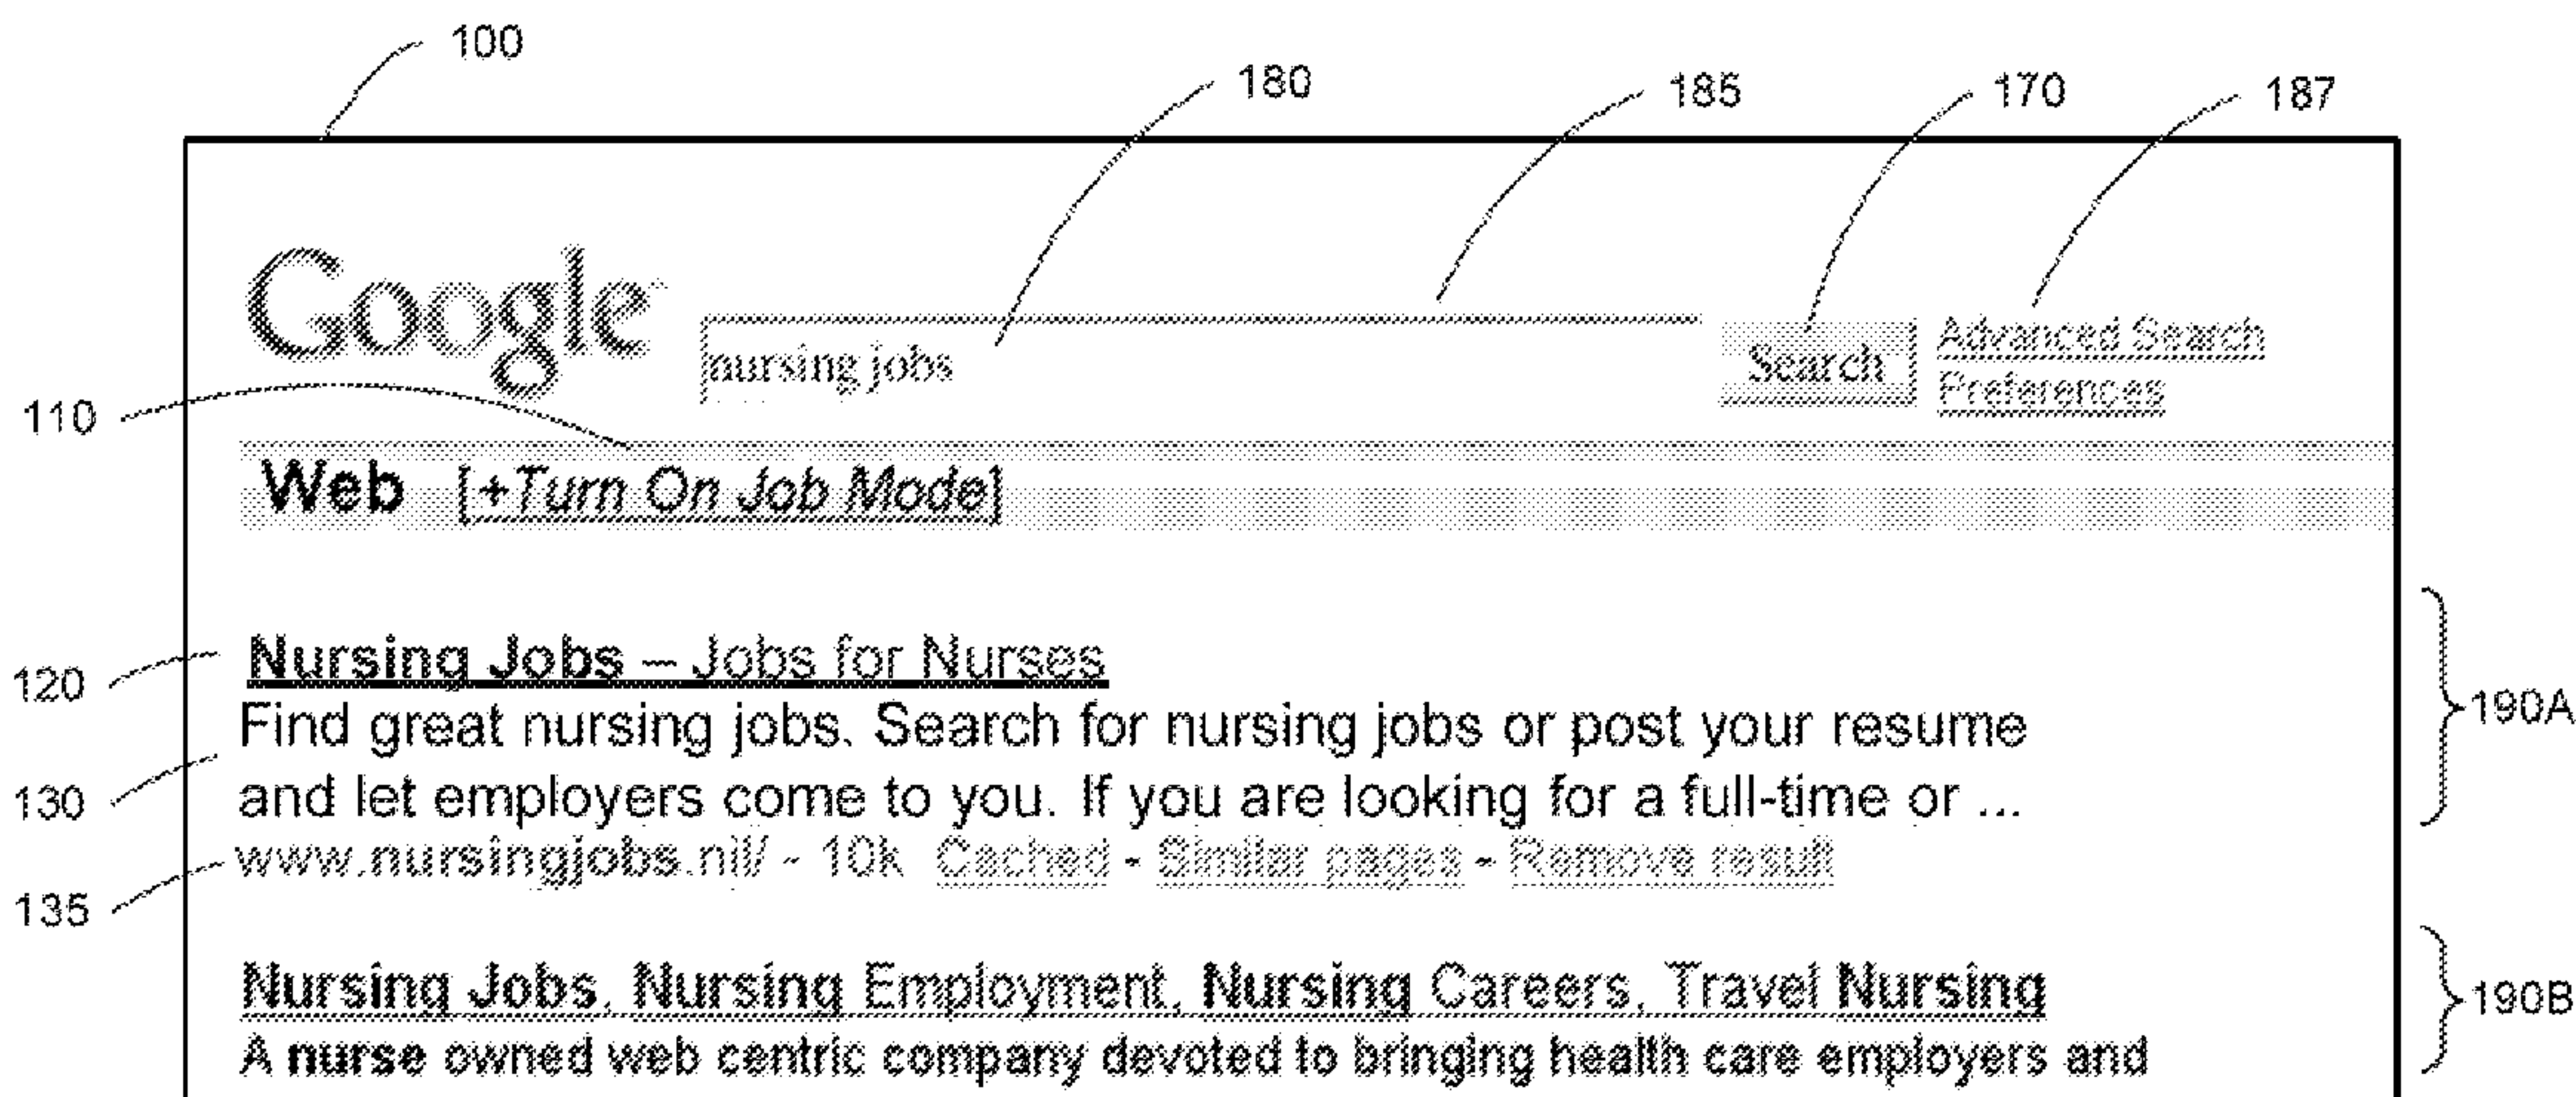 100
180
185
170
187
Google
nursing jobs
Search
Advanced Search
Preferences
110
Web [+Turn On Job Mode]
120
Nursing Jobs – Jobs for Nurses
190A
Find great nursing jobs. Search for nursing jobs or post your resume
130
and let employers come to you. If you are looking for a full-time or ...
135
www.nursingjobs.nil/ - 10k Cached - Similar pages - Remove result
Nursing Jobs, Nursing Employment, Nursing Careers, Travel Nursing
190B
A nurse owned web centric company devoted to bringing health care employers and